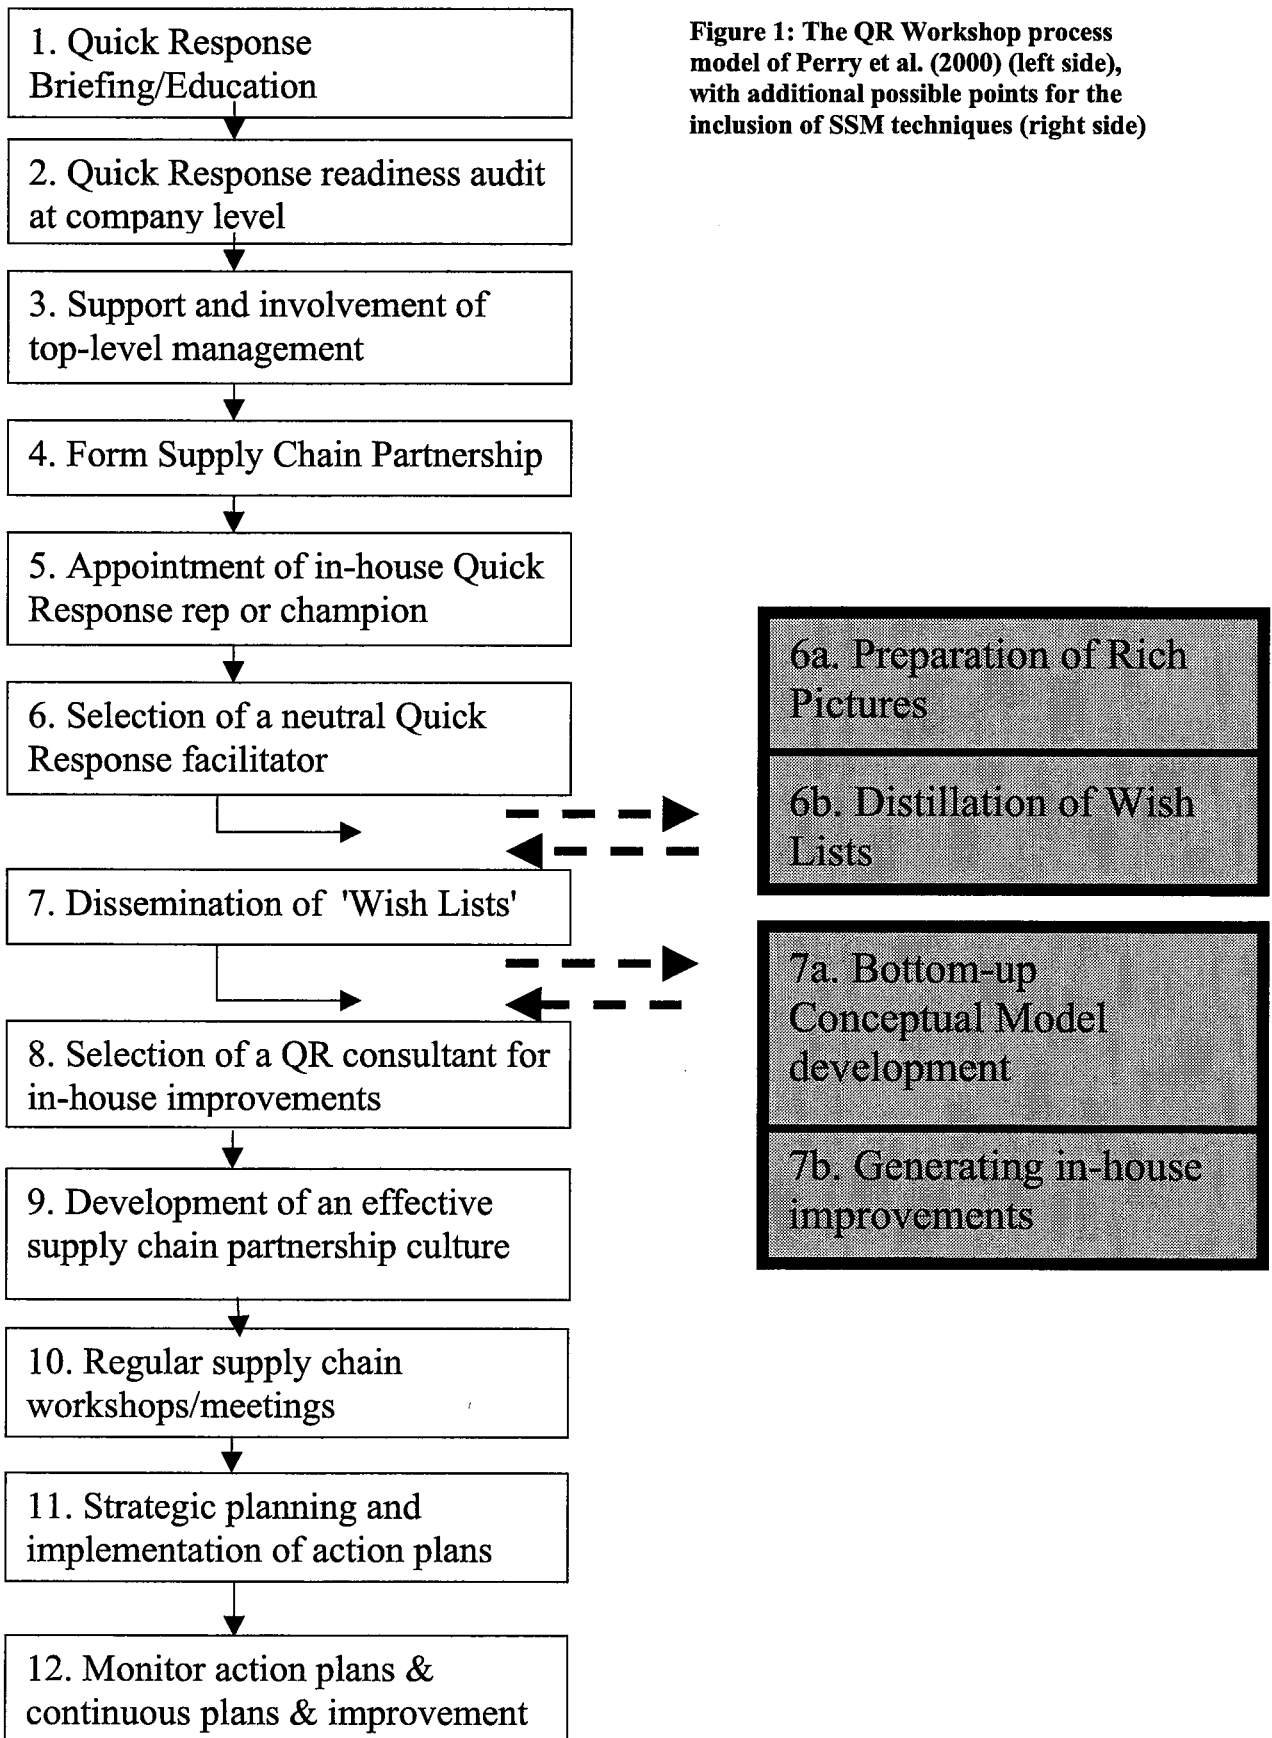 1. Quick Response
Briefing/Education
Figure 1: The QR Workshop process
model of Perry et al. (2000) (left side),
with additional possible points for the
inclusion of SSM techniques (right side)
2. Quick Response readiness audit
at company level
3. Support and involvement of
top-level management
4. Form Supply Chain Partnership
5. Appointment of in-house Quick
Response rep or champion
6. Selection of a neutral Quick
Response facilitator
6a. Preparation of Rich
Pictures
6b. Distillation of Wish
Lists
7. Dissemination of 'Wish Lists'
7a. Bottom-up
Conceptual Model
development
7b. Generating in-house
improvements
8. Selection of a QR consultant for
in-house improvements
9. Development of an effective
supply chain partnership culture
10. Regular supply chain
workshops/meetings
11. Strategic planning and
implementation of action plans
12. Monitor action plans &
continuous plans & improvement